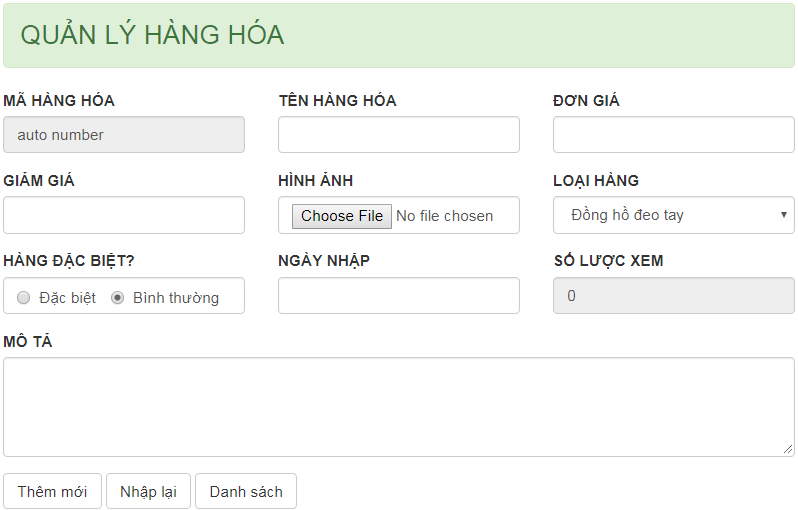 QUẢN LÝ HÀNG HÓA
MÃ HÀNG HÓA TÊN HÀNG HÓA ĐƠN GIÁ
auto number
GIẢM GIÁ HÌNH ẢNH LOẠI HÀNG
Choose File No file chosen Đồng hồ đeo tay
HÀNG ĐẶC BIỆT? NGÀY NHẬP SỐ LƯỢC XEM
Đặc biệt Bình thường 0
MÔ TẢ
Thêm mới Nhập lại Danh sách